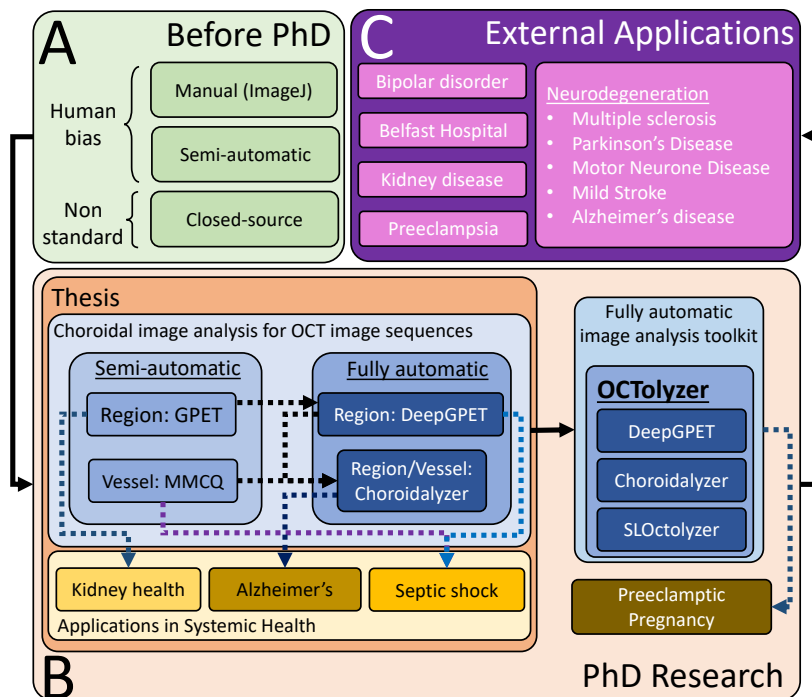 A
Before PhD
Human
bias
Manual (ImageJ)
Semi-automatic
Non
standard
Closed-source
C
External Applications
Bipolar disorder
Belfast Hospital
Kidney disease
Preeclampsia
Neurodegeneration
• Multiple sclerosis
• Parkinson's Disease
• Motor Neurone Disease
• Mild Stroke
• Alzheimer's disease
Thesis
Choroidal image analysis for OCT image sequences
Semi-automatic
Region: GPET
Vessel: MMCQ
Fully automatic
Region: DeepGPET
Region/Vessel:
Choroidalyzer
Kidney health
Alzheimer's
Septic shock
Applications in Systemic Health
Fully automatic
image analysis toolkit
OCTolyzer
DeepGPET
Choroidalyzer
SLOctolyzer
Preeclamptic
Pregnancy
B
PhD Research